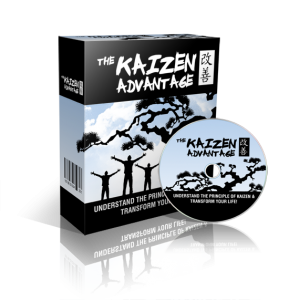 THE KAIZEN
ADVANTAGE
改善
UNDERSTAND THE PRINCIPLE OF KAIZEN &
TRANSFORM YOUR LIFE!
THE KAIZEN
ADVANTAGE
改善
UNDERSTAND THE PRINCIPLE OF KAIZEN &
TRANSFORM YOUR LIFE!